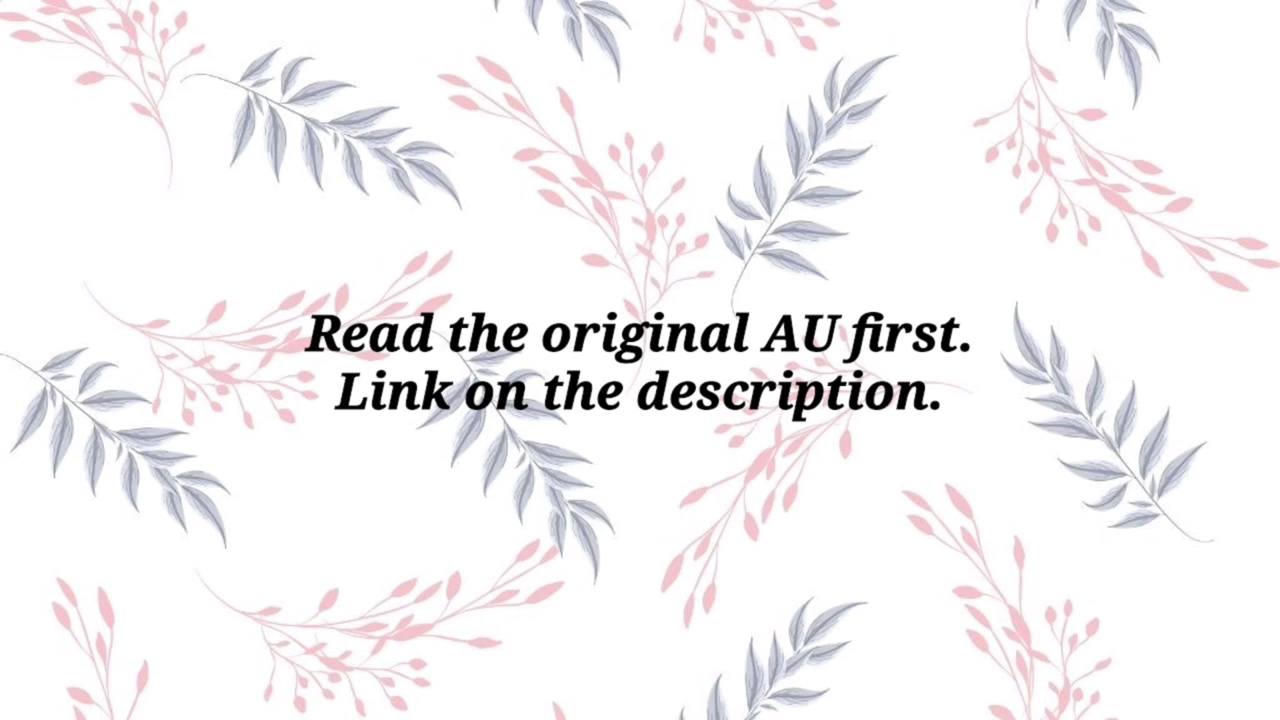 Read the original AU first.
Link on the description.